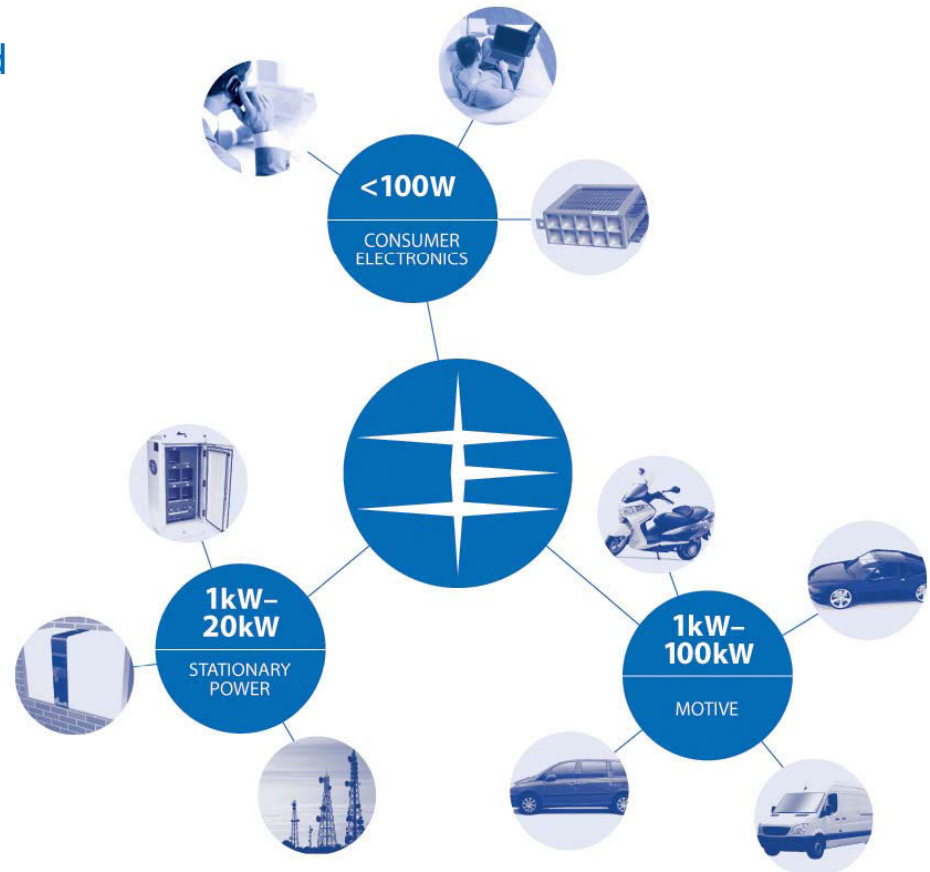 <100W
CONSUMER
ELECTRONICS
1kW–
20kW
STATIONARY
POWER
1kW–
100kW
MOTIVE